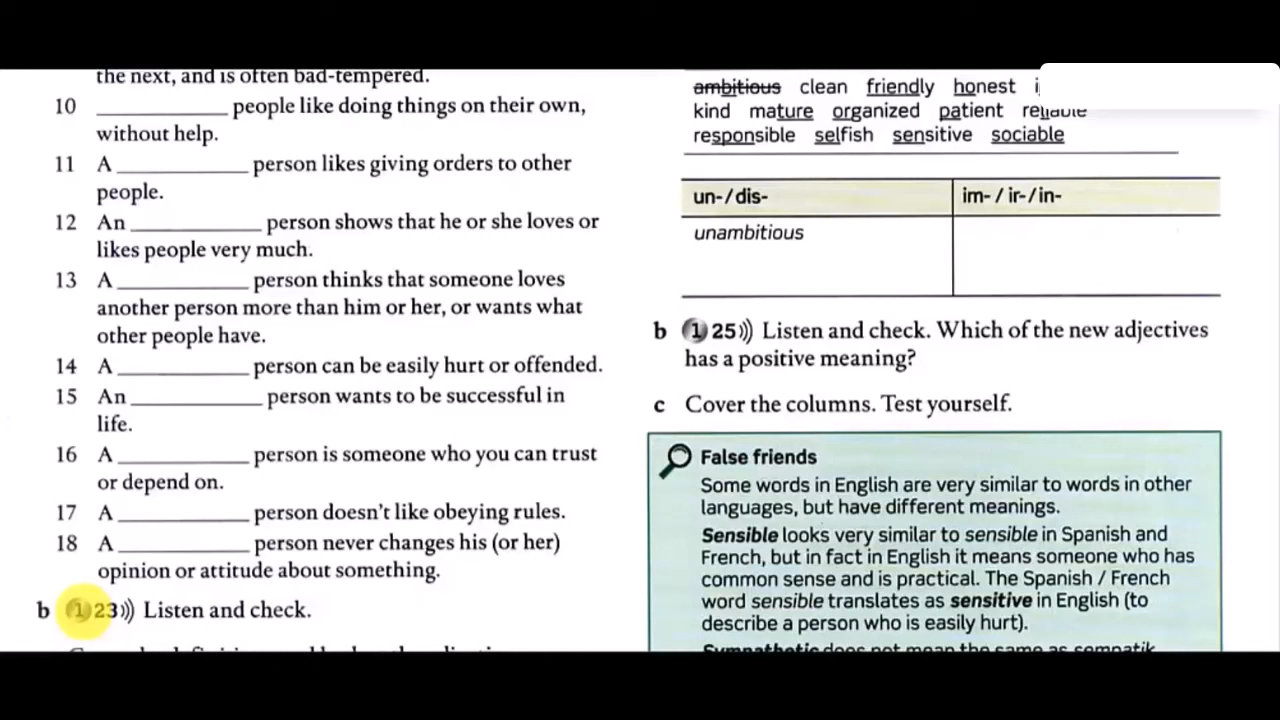 the next, and is often bad-tempered.
10 ____________ people like doing things on their own,
without help.
11 A ____________ person likes giving orders to other
people.
12 An ____________ person shows that he or she loves or
likes people very much.
13 A ____________ person thinks that someone loves
another person more than him or her, or wants what
other people have.
14 A ____________ person can be easily hurt or offended.
15 An ____________ person wants to be successful in
life.
16 A ____________ person is someone who you can trust
or depend on.
17 A ____________ person doesn't like obeying rules.
18 A ____________ person never changes his (or her)
opinion or attitude about something.
b 1 23))) Listen and check.
ambitious clean friendly honest
kind mature organized patient reliable
responsible selfish sensitive sociable
un- / dis-
im- / ir- / in-
unambitious
b 1 25))) Listen and check. Which of the new adjectives
has a positive meaning?
c Cover the columns. Test yourself.
False friends
Some words in English are very similar to words in other
languages, but have different meanings.
Sensible looks very similar to sensible in Spanish and
French, but in fact in English it means someone who has
common sense and is practical. The Spanish / French
word sensible translates as sensitive in English (to
describe a person who is easily hurt).
Sympathetic does not mean the same as sempatik